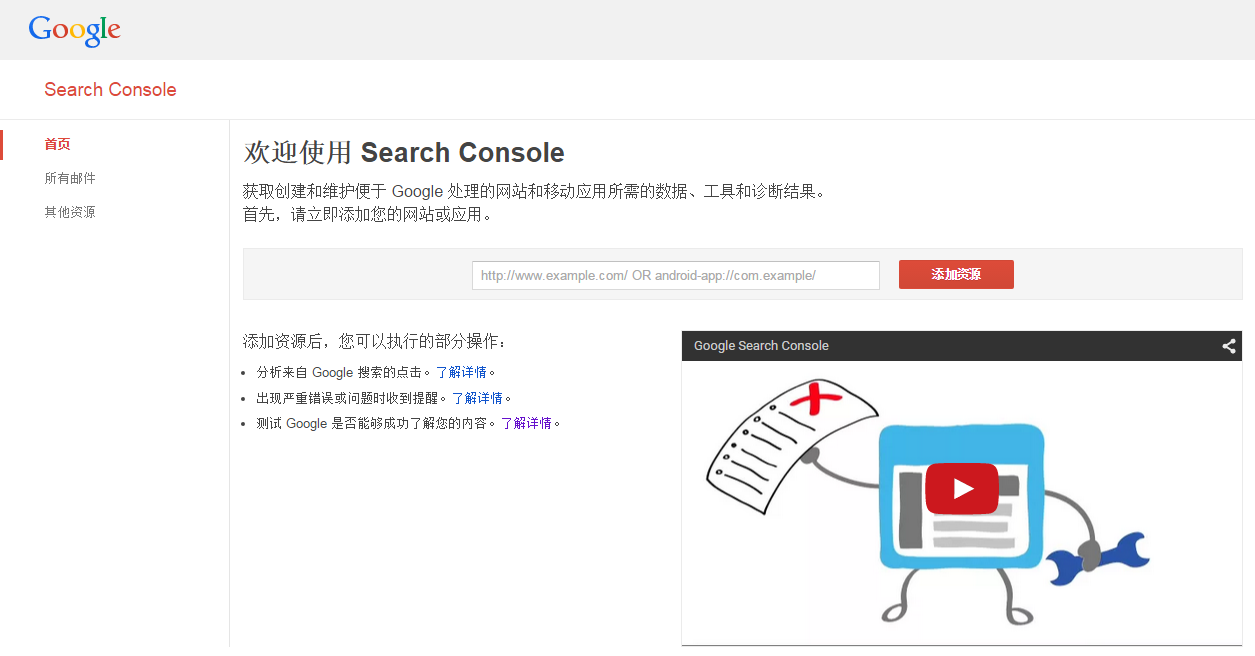 Google
Search Console
首页
所有邮件
其他资源
欢迎使用 Search Console
获取创建和维护便于 Google 处理的网站和移动应用所需的数据、工具和诊断结果。
首先，请立即添加您的网站或应用。
http://www.example.com/ OR android-app://com.example/
添加资源
添加资源后，您可以执行的部分操作：
分析来自 Google 搜索的点击。了解详情。
出现严重错误或问题时收到提醒。了解详情。
测试 Google 是否能够成功了解您的内容。了解详情。
Google Search Console